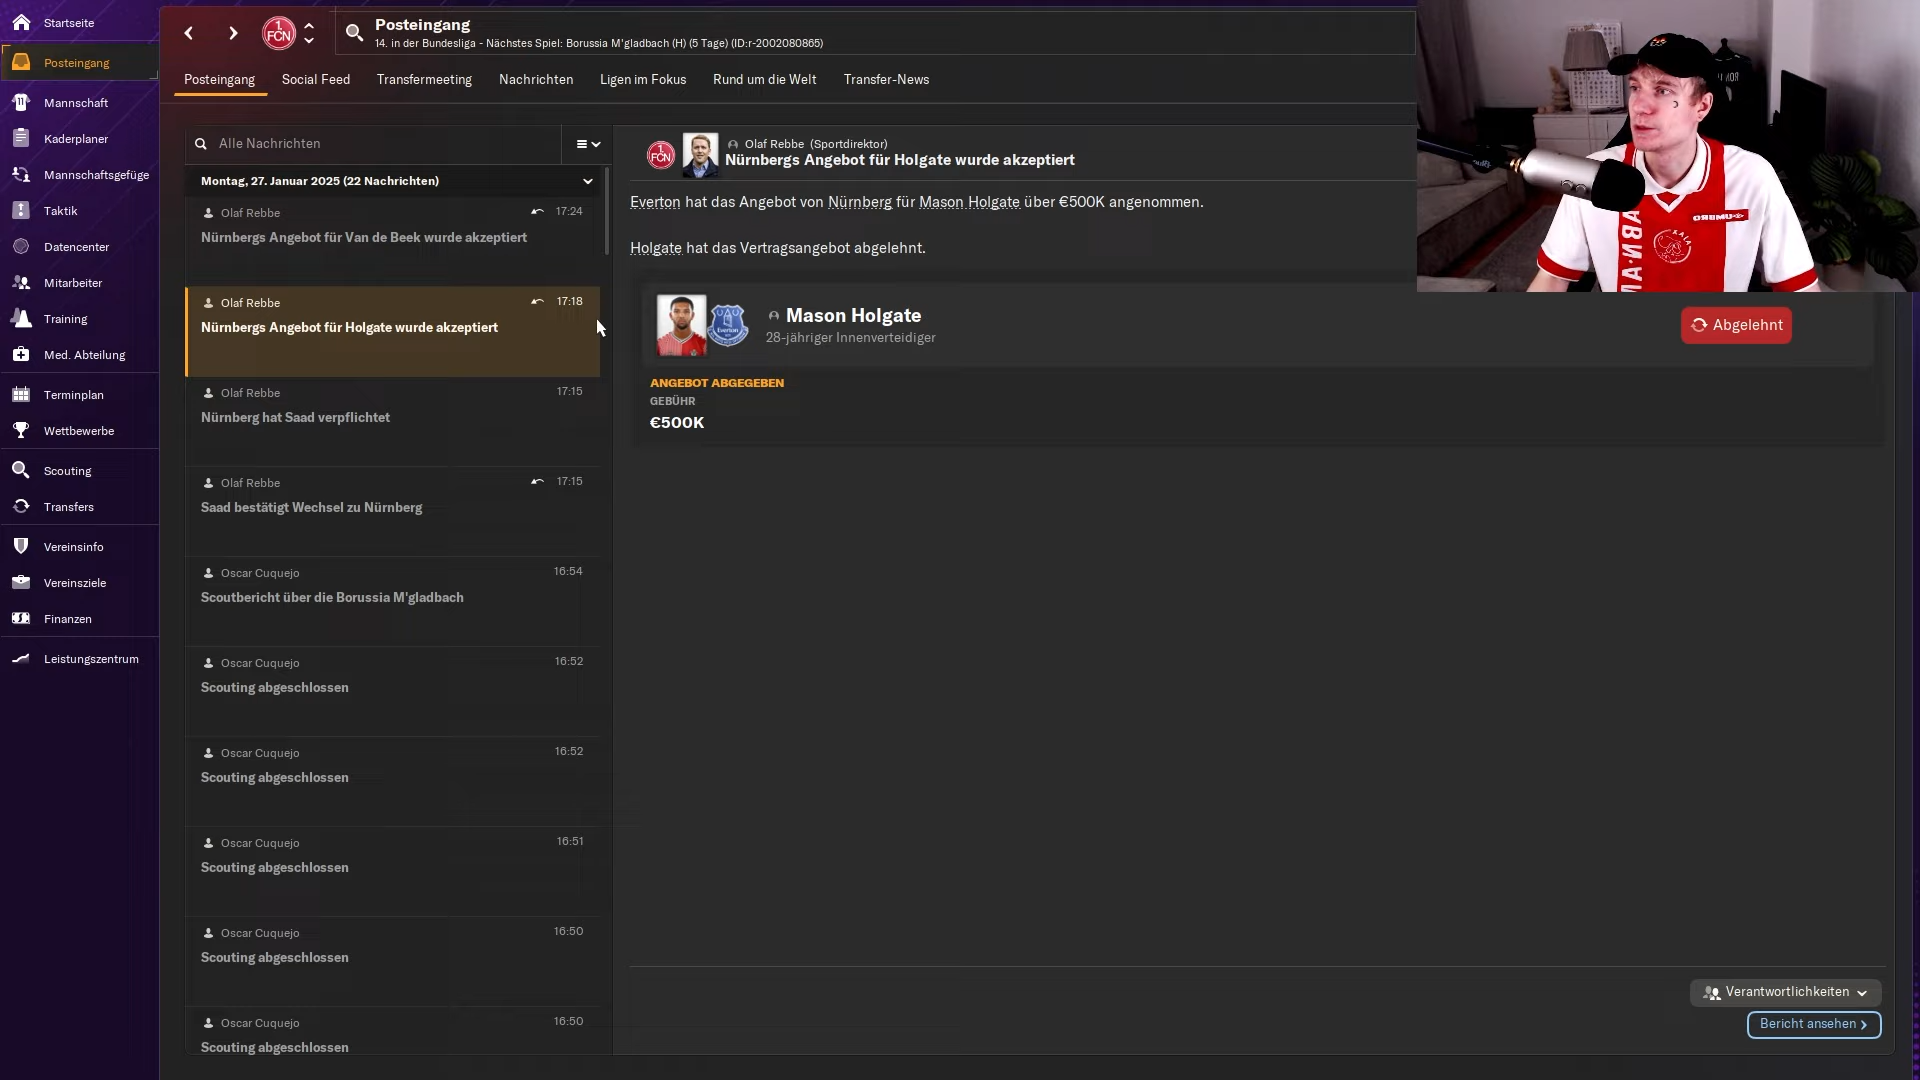 Startseite
Posteingang
Mannschaft
Kaderplaner
Mannschaftsgefüge
Taktik
Datencenter
Mitarbeiter
Training
Med. Abteilung
Terminplan
Wettbewerbe
Scouting
Transfers
Vereinsinfo
Vereinsziele
Finanzen
Leistungszentrum
1.
FCN
Posteingang
14. in der Bundesliga - Nächstes Spiel: Borussia M'gladbach (H) (5 Tage) (ID:r-2002080865)
Posteingang Social Feed Transfermeeting Nachrichten Ligen im Fokus Rund um die Welt Transfer-News
Alle Nachrichten
Montag, 27. Januar 2025 (22 Nachrichten)
Olaf Rebbe 17:24
Nürnbergs Angebot für Van de Beek wurde akzeptiert
Olaf Rebbe 17:18
Nürnbergs Angebot für Holgate wurde akzeptiert
Olaf Rebbe 17:15
Nürnberg hat Saad verpflichtet
Olaf Rebbe 17:15
Saad bestätigt Wechsel zu Nürnberg
Oscar Cuquejo 16:54
Scoutbericht über die Borussia M'gladbach
Oscar Cuquejo 16:52
Scouting abgeschlossen
Oscar Cuquejo 16:52
Scouting abgeschlossen
Oscar Cuquejo 16:51
Scouting abgeschlossen
Oscar Cuquejo 16:50
Scouting abgeschlossen
Oscar Cuquejo 16:50
Scouting abgeschlossen
1.
FCN
Olaf Rebbe (Sportdirektor)
Nürnbergs Angebot für Holgate wurde akzeptiert
Everton hat das Angebot von Nürnberg für Mason Holgate über €500K angenommen.
Holgate hat das Vertragsangebot abgelehnt.
Everton
Mason Holgate
28-jähriger Innenverteidiger
Abgelehnt
ANGEBOT ABGEGEBEN
GEBÜHR
€500K
Verantwortlichkeiten
Bericht ansehen